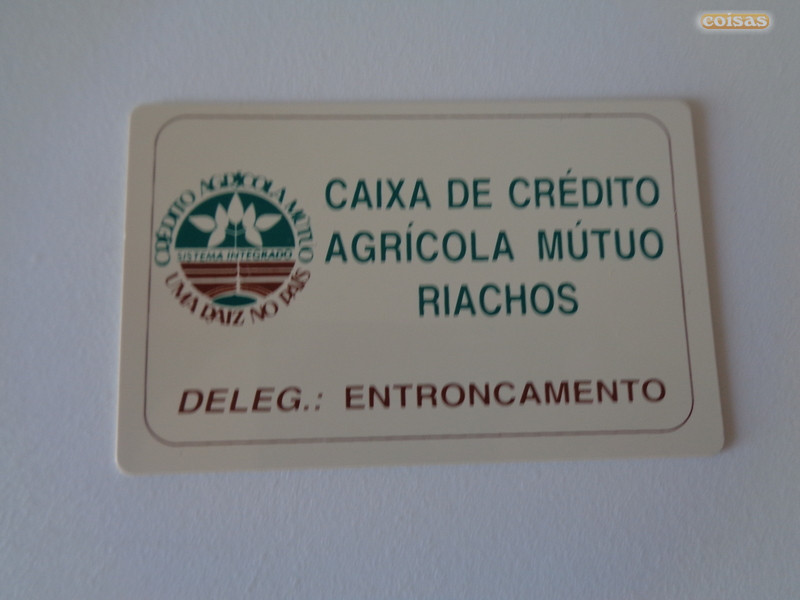 coisas
CRÉDITO AGRÍCOLA MÚTUO
SISTEMA INTEGRADO
UMA RAIZ NO PAÍS
CAIXA DE CRÉDITO
AGRÍCOLA MÚTUO
RIACHOS
DELEG.: ENTRONCAMENTO